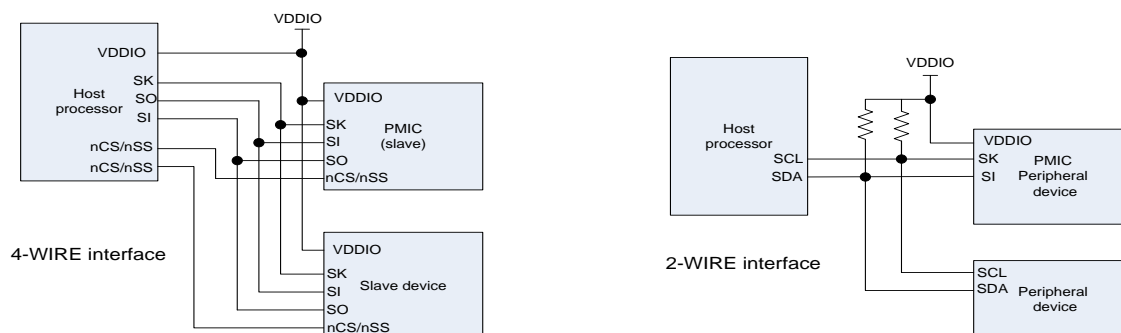 VDDIO
VDDIO
SK
SO
SI
nCS/nSS
nCS/nSS
Host
processor
VDDIO
SK
SI
SO
nCS/nSS
PMIC
(slave)
4-WIRE interface
VDDIO
SK
SI
SO
nCS/nSS
Slave device
VDDIO
Host
processor
SCL
SDA
VDDIO
SK
SI
PMIC
Peripheral
device
2-WIRE interface
SCL
SDA
Peripheral
device